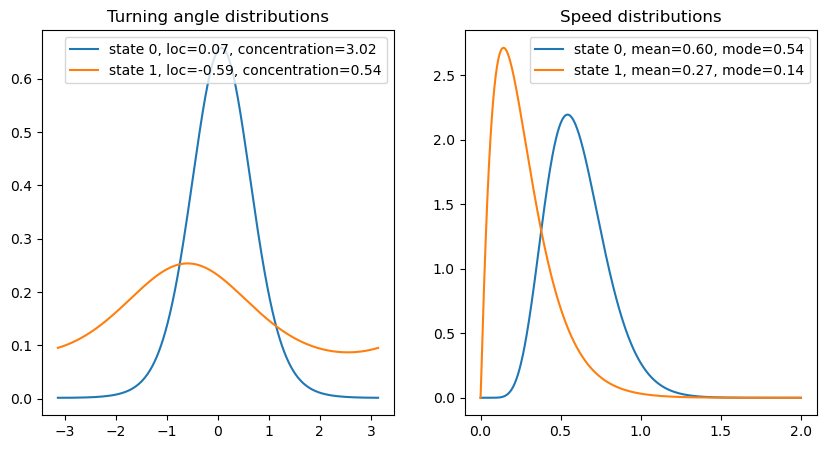 Turning angle distributions
state 0, loc=0.07, concentration=3.02
state 1, loc=-0.59, concentration=0.54
0.6
0.5
0.4
0.3
0.2
0.1
0.0
−3 −2 −1 0 1 2 3
Speed distributions
state 0, mean=0.60, mode=0.54
state 1, mean=0.27, mode=0.14
2.5
2.0
1.5
1.0
0.5
0.0
0.0 0.5 1.0 1.5 2.0